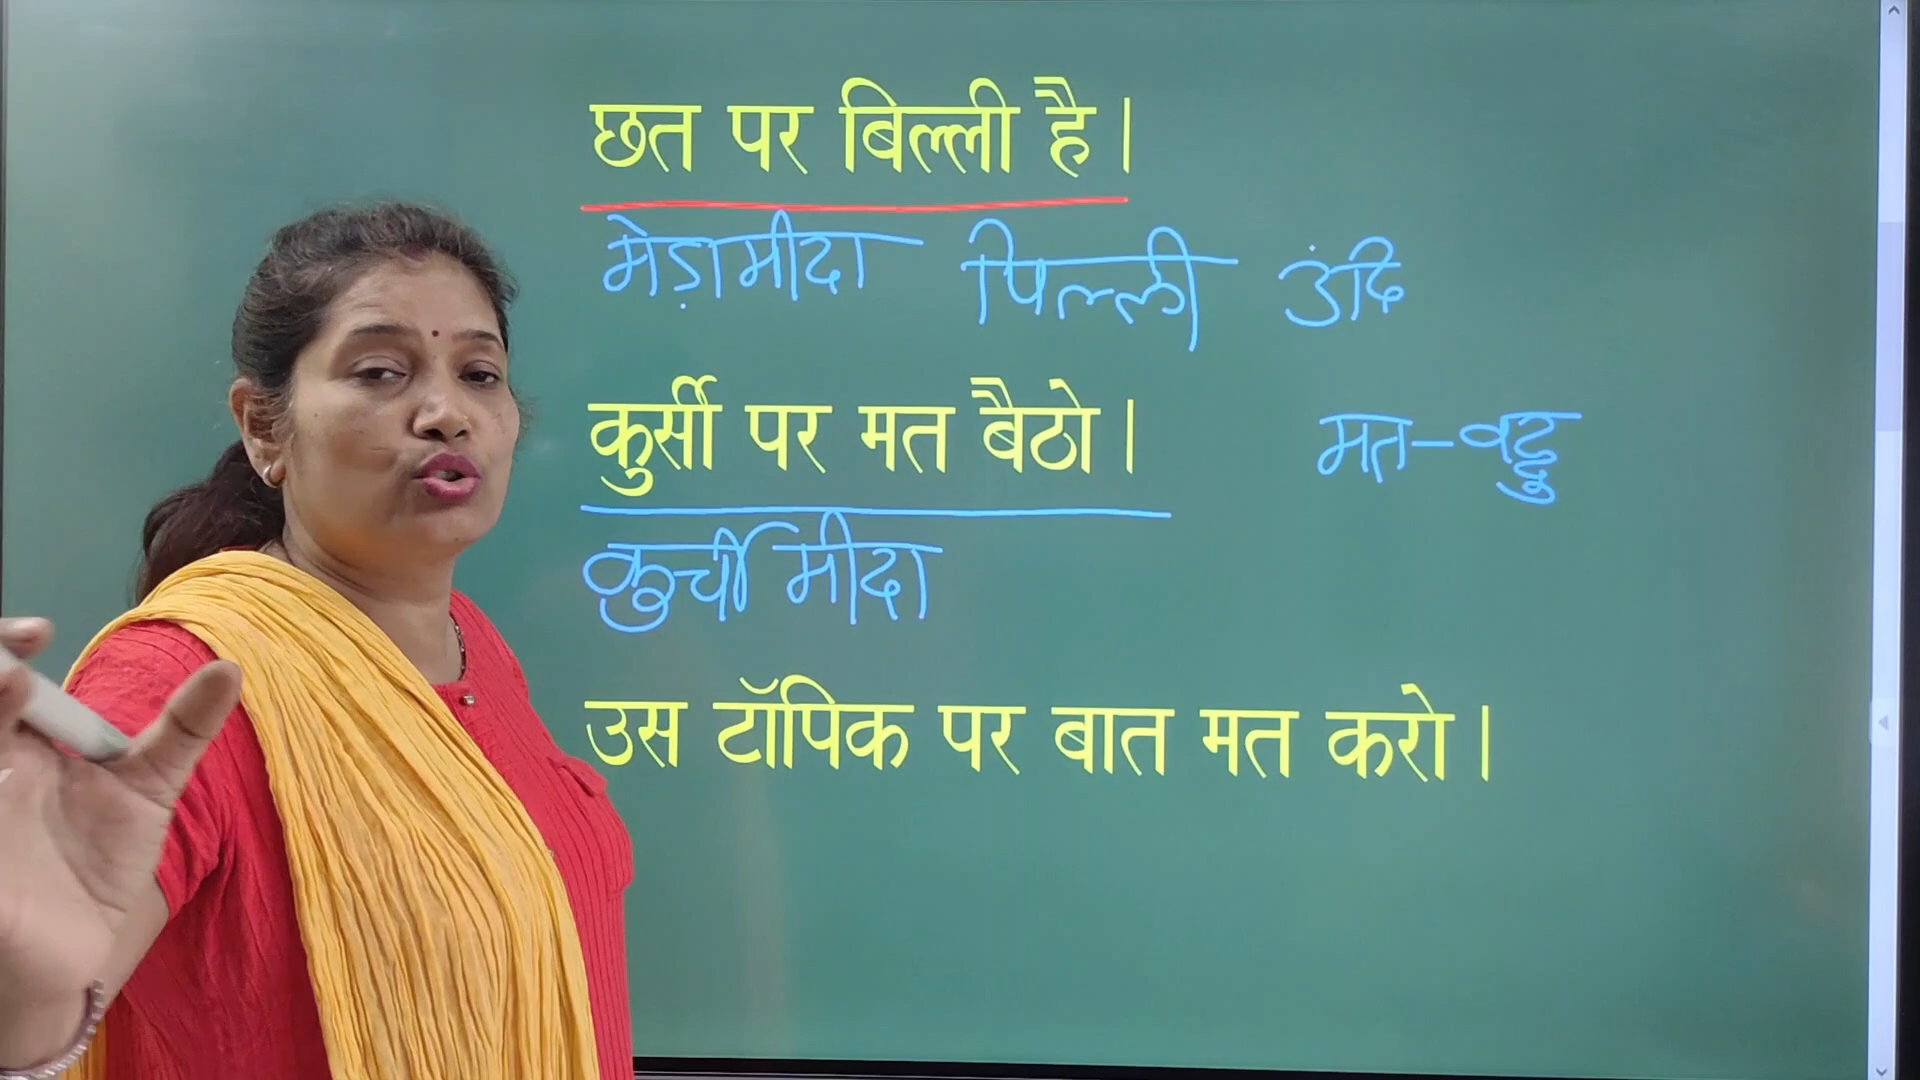 छत पर बिल्ली है।
मेड़ामीदा पिल्ली उंदि
कुर्सी पर मत बैठो। मत-वद्दु
कुर्ची मीदा
उस टॉपिक पर बात मत करो।